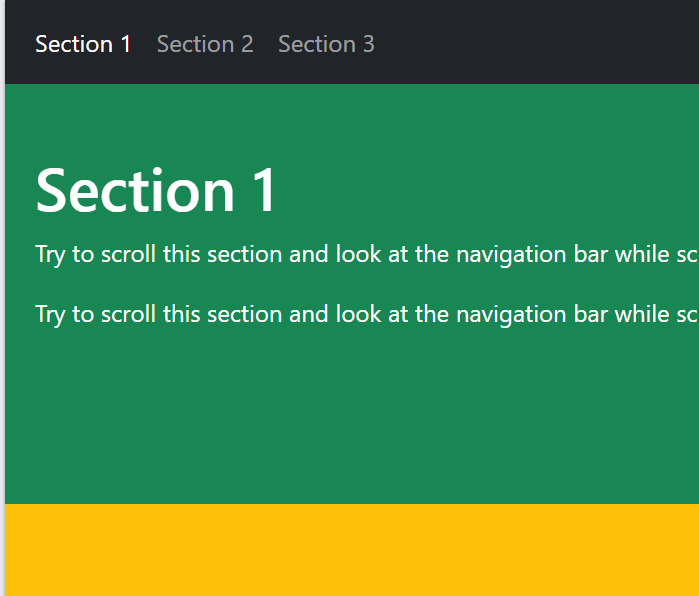 Section 1 Section 2 Section 3
Section 1
Try to scroll this section and look at the navigation bar while sc
Try to scroll this section and look at the navigation bar while sc